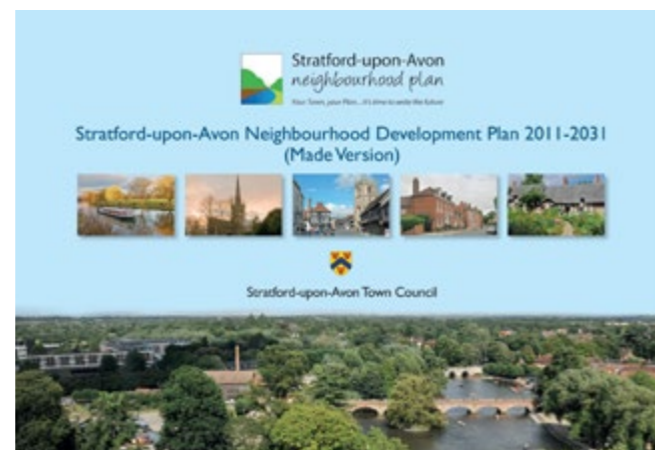 Stratford-upon-Avon
neighbourhood plan
Your Town, your Plan...it's time to write the future
Stratford-upon-Avon Neighbourhood Development Plan 2011-2031
(Made Version)
Stratford-upon-Avon Town Council